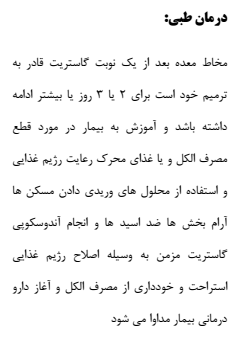 درمان طبی:
مخاط معده بعد از یک نوبت گاستریت قادر به
ترمیم خود است برای ۲ یا ۳ روز یا بیشتر ادامه
داشته باشد و آموزش به بیمار در مورد قطع
مصرف الکل و یا غذای محرک رعایت رژیم غذایی
و استفاده از محلول های وریدی دادن مسکن ها
آرام بخش ها ضد اسید ها و انجام آندوسکوپی
گاستریت مزمن به وسیله اصلاح رژیم غذایی
استراحت و خودداری از مصرف الکل و آغاز دارو
درمانی بیمار مداوا می شود